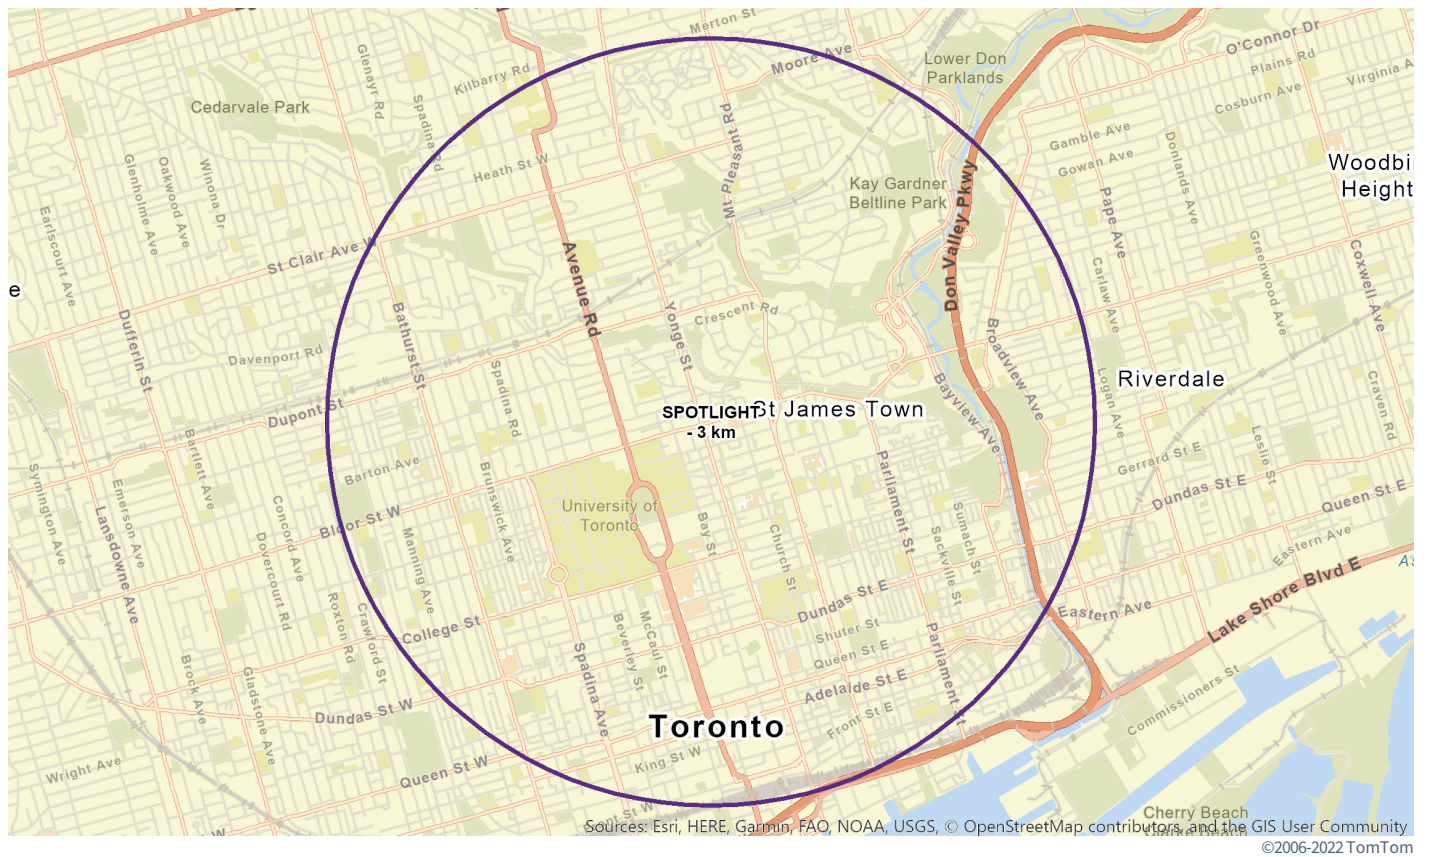 Merton St
Moore Ave
O'Connor Dr
Plains Rd
Virginia A
Cosburn Ave
Lower Don
Parklands
Glenayr Rd
Kilbarry Rd
Spadina Rd
Cedarvale Park
Mt Pleasant Rd
Gamble Ave
Gowan Ave
Donlands Ave
Woodbi
Height
Heath St W
Kay Gardner
Beltline Park
Don Valley Pkwy
Pape Ave
Glenholme Ave
Oakwood Ave
Winona Dr
Earlscourt Ave
St Clair Ave W
Avenue Rd
Carlaw Ave
Greenwood Ave
Coxwell Ave
e
Dufferin St
Bathurst St
Yonge St
Crescent Rd
Broadview Ave
Davenport Rd
Spadina Rd
Bayview Ave
Logan Ave
Riverdale
Craven Rd
Dupont St
SPOTLIGHT
- 3 km
St James Town
Bartlett Ave
Barton Ave
Brunswick Ave
Parliament St
Gerrard St E
Leslie St
Symington Ave
Emerson Ave
Lansdowne Ave
Concord Ave
Dovercourt Rd
Bloor St W
Manning Ave
University of
Toronto
Bay St
Church St
Sumach St
Sackville St
Dundas St E
Queen St E
Eastern Ave
As
Roxton Rd
Crawford St
College St
Beverley St
McCaul St
Dundas St E
Shuter St
Queen St E
Eastern Ave
Lake Shore Blvd E
Brock Ave
Gladstone Ave
Dundas St W
Spadina Ave
Adelaide St E
Parliament St
Front St E
Commissioners St
Toronto
Wright Ave
Queen St W
King St W
Cherry Beach
Clarke Beach
ont St W
W
Sources: Esri, HERE, Garmin, FAO, NOAA, USGS, © OpenStreetMap contributors, and the GIS User Community
©2006-2022 TomTom